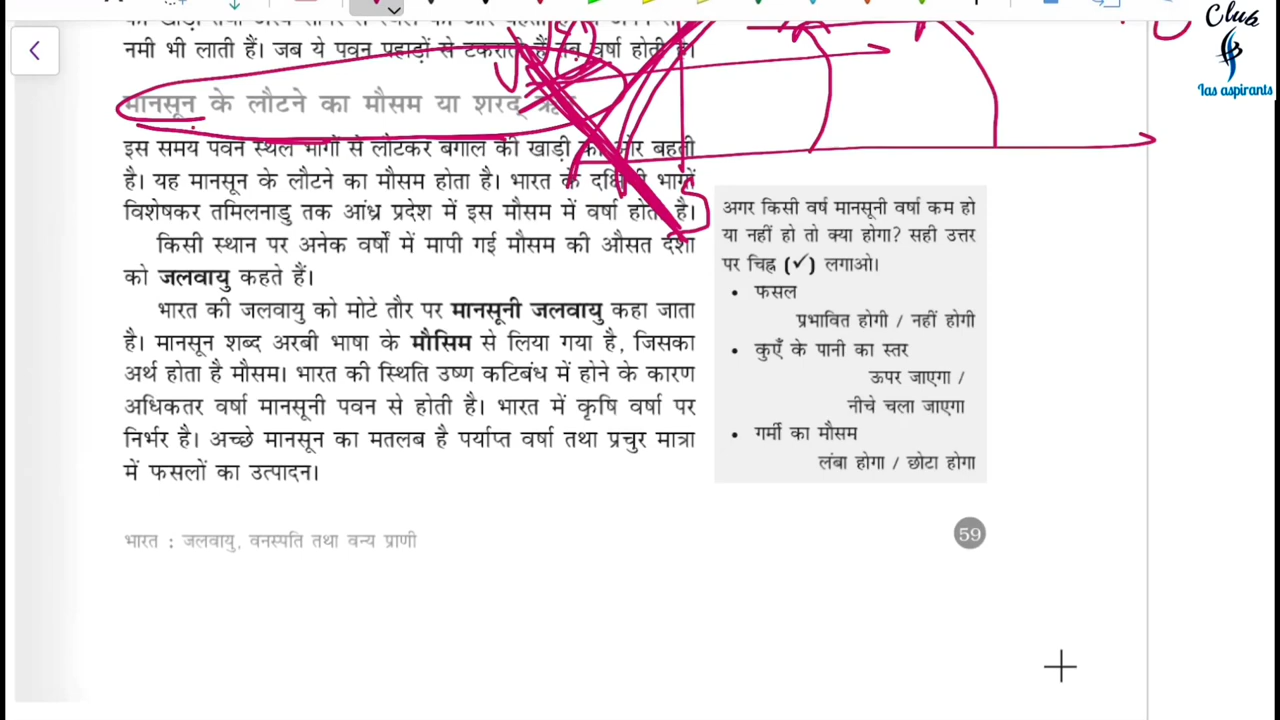 नमी भी लाती हैं। जब ये पवन पहाड़ों से टकराती हैं तब वर्षा होती है।
मानसून के लौटने का मौसम या शरद् ऋतु
इस समय पवन स्थल भागों से लौटकर बंगाल की खाड़ी की ओर बहती
है। यह मानसून के लौटने का मौसम होता है। भारत के दक्षिणी भागों
विशेषकर तमिलनाडु तक आंध्र प्रदेश में इस मौसम में वर्षा होती है।
किसी स्थान पर अनेक वर्षों में मापी गई मौसम की औसत दशा
को जलवायु कहते हैं।
भारत की जलवायु को मोटे तौर पर मानसूनी जलवायु कहा जाता
है। मानसून शब्द अरबी भाषा के मौसिम से लिया गया है, जिसका
अर्थ होता है मौसम। भारत की स्थिति उष्ण कटिबंध में होने के कारण
अधिकतर वर्षा मानसूनी पवन से होती है। भारत में कृषि वर्षा पर
निर्भर है। अच्छे मानसून का मतलब है पर्याप्त वर्षा तथा प्रचुर मात्रा
में फसलों का उत्पादन।
अगर किसी वर्ष मानसूनी वर्षा कम हो
या नहीं हो तो क्या होगा? सही उत्तर
पर चिह्न (✓) लगाओ।
• फसल
प्रभावित होगी / नहीं होगी
• कुएँ के पानी का स्तर
ऊपर जाएगा /
नीचे चला जाएगा
• गर्मी का मौसम
लंबा होगा / छोटा होगा
भारत : जलवायु, वनस्पति तथा वन्य प्राणी
59
Club
Ias aspirants